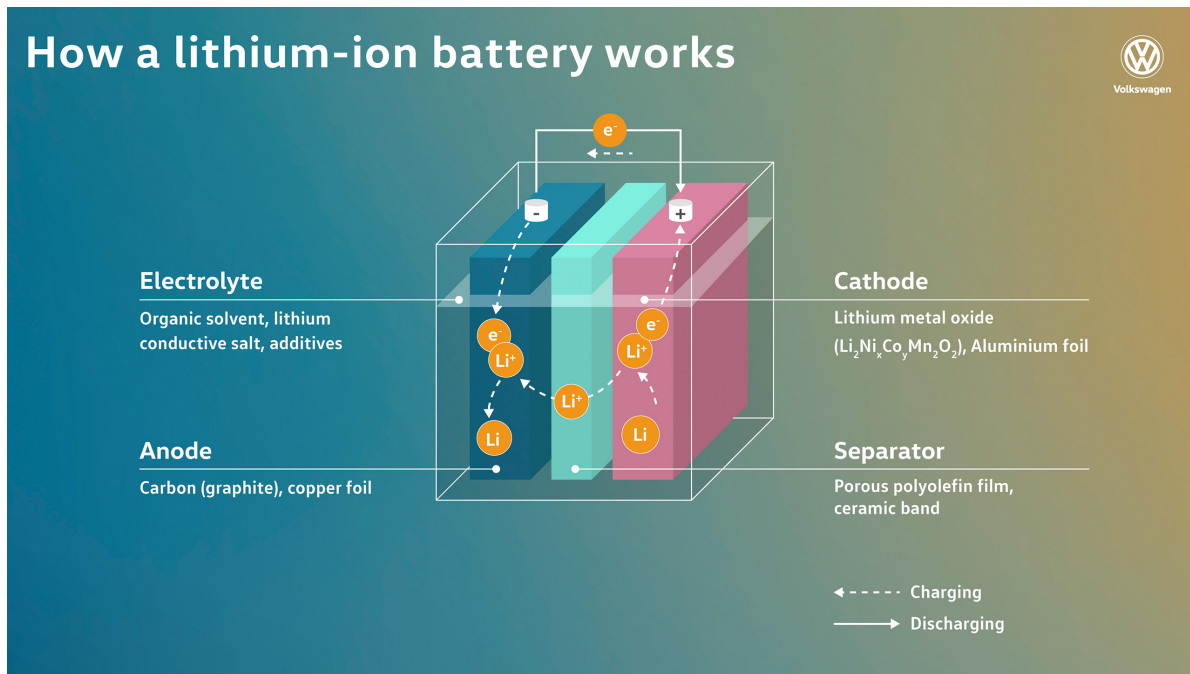 How a lithium-ion battery works
Volkswagen
e⁻
-
+
Electrolyte
Organic solvent, lithium
conductive salt, additives
Cathode
Lithium metal oxide
(Li₂NiₓCoᵧMn₂O₂), Aluminium foil
e⁻
Li⁺
Li
Li⁺
e⁻
Li⁺
Li
Anode
Carbon (graphite), copper foil
Separator
Porous polyolefin film,
ceramic band
Charging
Discharging